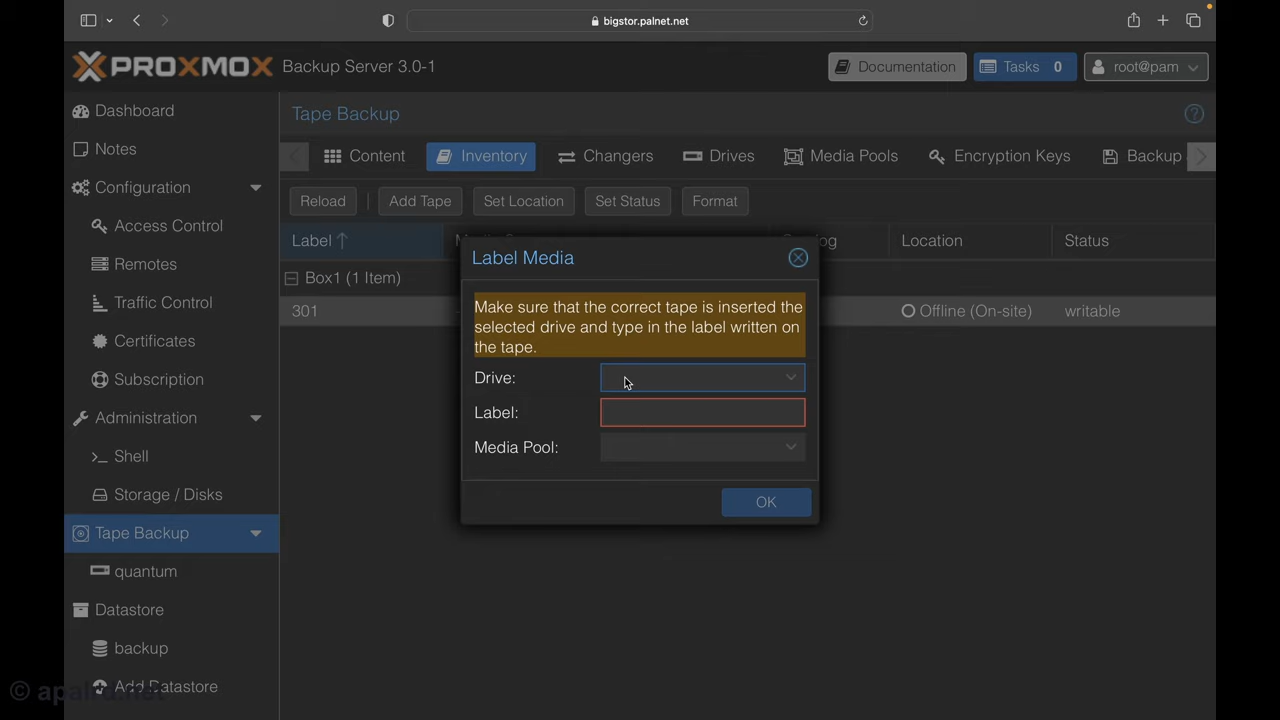 bigstor.palnet.net
PROXMOX Backup Server 3.0-1
Documentation
Tasks 0
root@pam
Dashboard
Notes
Configuration
Access Control
Remotes
Traffic Control
Certificates
Subscription
Administration
Shell
Storage / Disks
Tape Backup
quantum
Datastore
backup
Add Datastore
Tape Backup
Content
Inventory
Changers
Drives
Media Pools
Encryption Keys
Backup
Reload
Add Tape
Set Location
Set Status
Format
Label
Location
Status
Box1 (1 Item)
301
Offline (On-site)
writable
Label Media
Make sure that the correct tape is inserted the
selected drive and type in the label written on
the tape.
Drive:
Label:
Media Pool:
OK